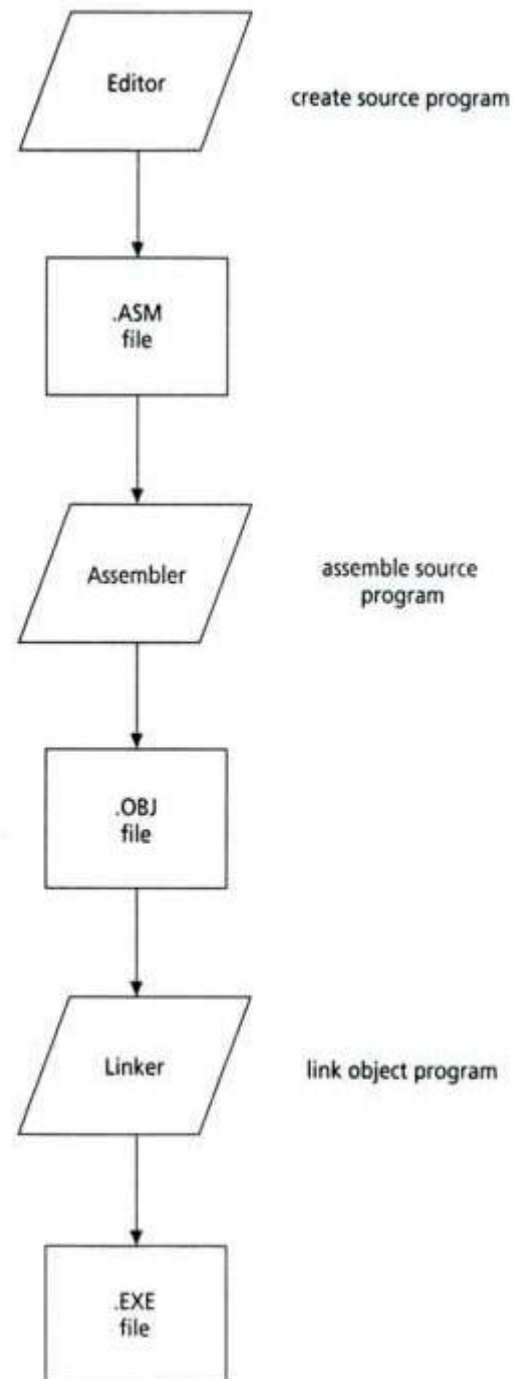 Editor
create source program
.ASM
file
Assembler
assemble source
program
.OBJ
file
Linker
link object program
.EXE
file